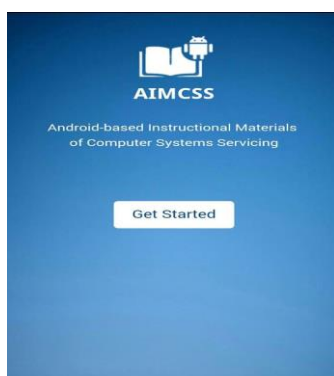 AIMCSS
Android-based Instructional Materials
of Computer Systems Servicing
Get Started